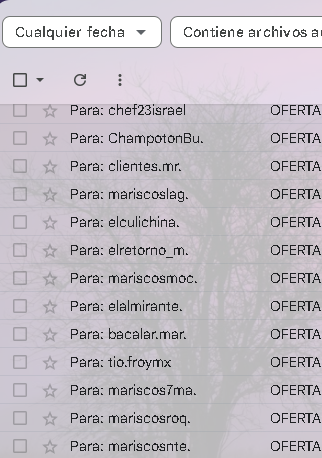 Cualquier fecha
Contiene archivos
Para: chef23israel OFERTA
Para: ChampotonBu. OFERTA
Para: clientes.mr. OFERTA
Para: mariscoslag. OFERTA
Para: elculichina. OFERTA
Para: elretorno_m. OFERTA
Para: mariscosmoc. OFERTA
Para: elalmirante. OFERTA
Para: bacalar.mar. OFERTA
Para: tio.froymx OFERTA
Para: mariscos7ma. OFERTA
Para: mariscosroq. OFERTA
Para: mariscosnte. OFERTA